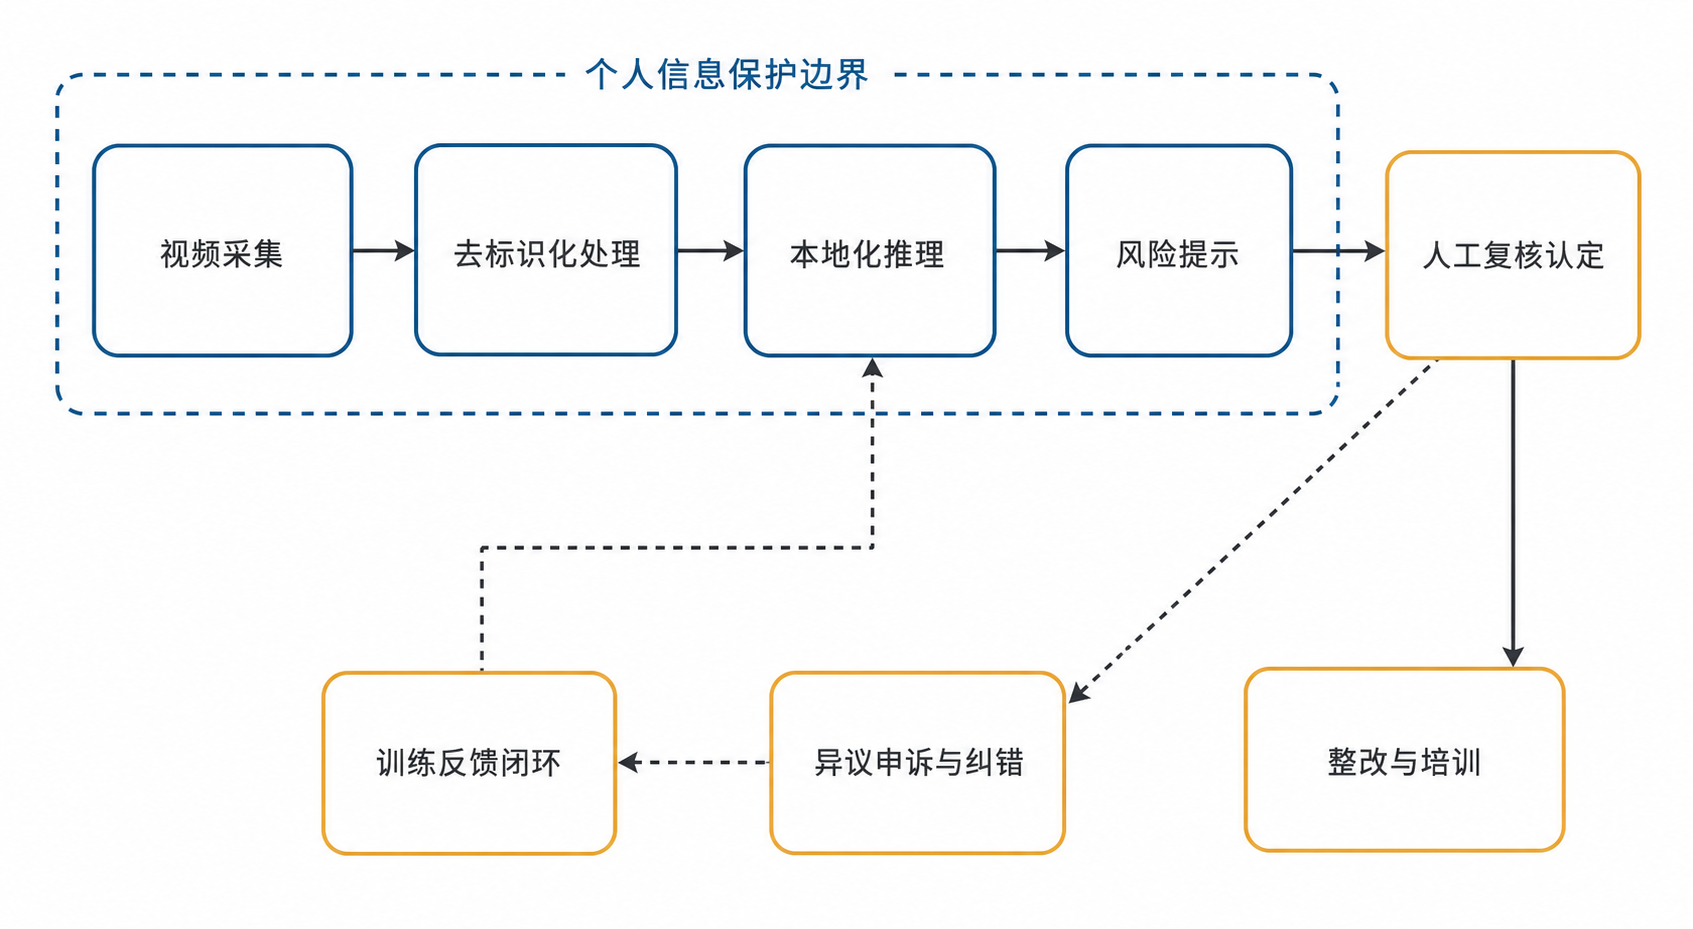 个人信息保护边界
视频采集
去标识化处理
本地化推理
风险提示
人工复核认定
训练反馈闭环
异议申诉与纠错
整改与培训